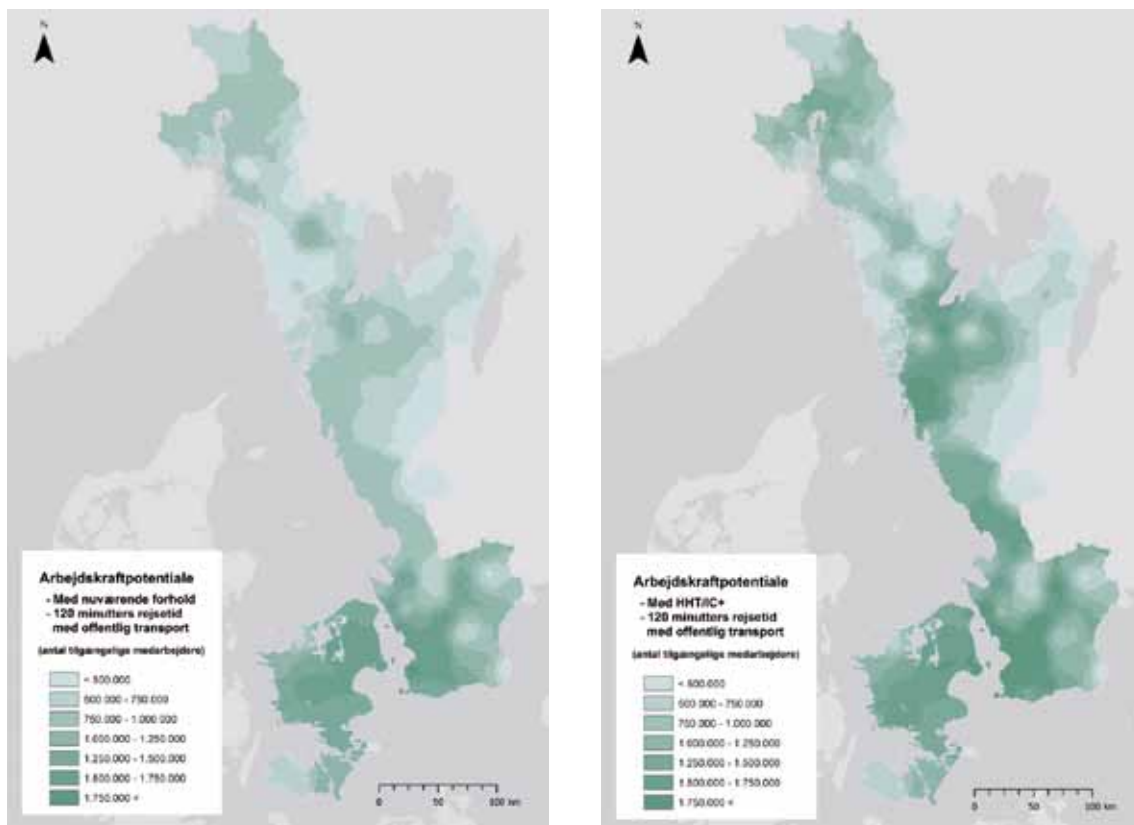 N
Arbejdskraftpotentiale
- Med nuværende forhold
- 120 minutters rejsetid
med offentlig transport
(antal tilgængelige medarbejdere)
< 500.000
500.000 - 750.000
750.000 - 1.000.000
1.000.000 - 1.250.000
1.250.000 - 1.500.000
1.500.000 - 1.750.000
1.750.000 <
0 50 100 km
N
Arbejdskraftpotentiale
- Med HHT/IC+
- 120 minutters rejsetid
med offentlig transport
(antal tilgængelige medarbejdere)
< 500.000
500.000 - 750.000
750.000 - 1.000.000
1.000.000 - 1.250.000
1.250.000 - 1.500.000
1.500.000 - 1.750.000
1.750.000 <
0 50 100 km